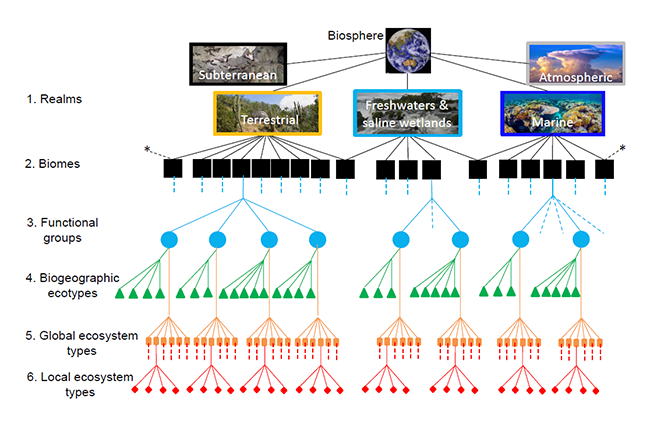 Biosphere
Subterranean
Atmospheric
1. Realms
Terrestrial
Freshwaters &
saline wetlands
Marine
*
*
2. Biomes
3. Functional
groups
4. Biogeographic
ecotypes
5. Global ecosystem
types
6. Local ecosystem
types